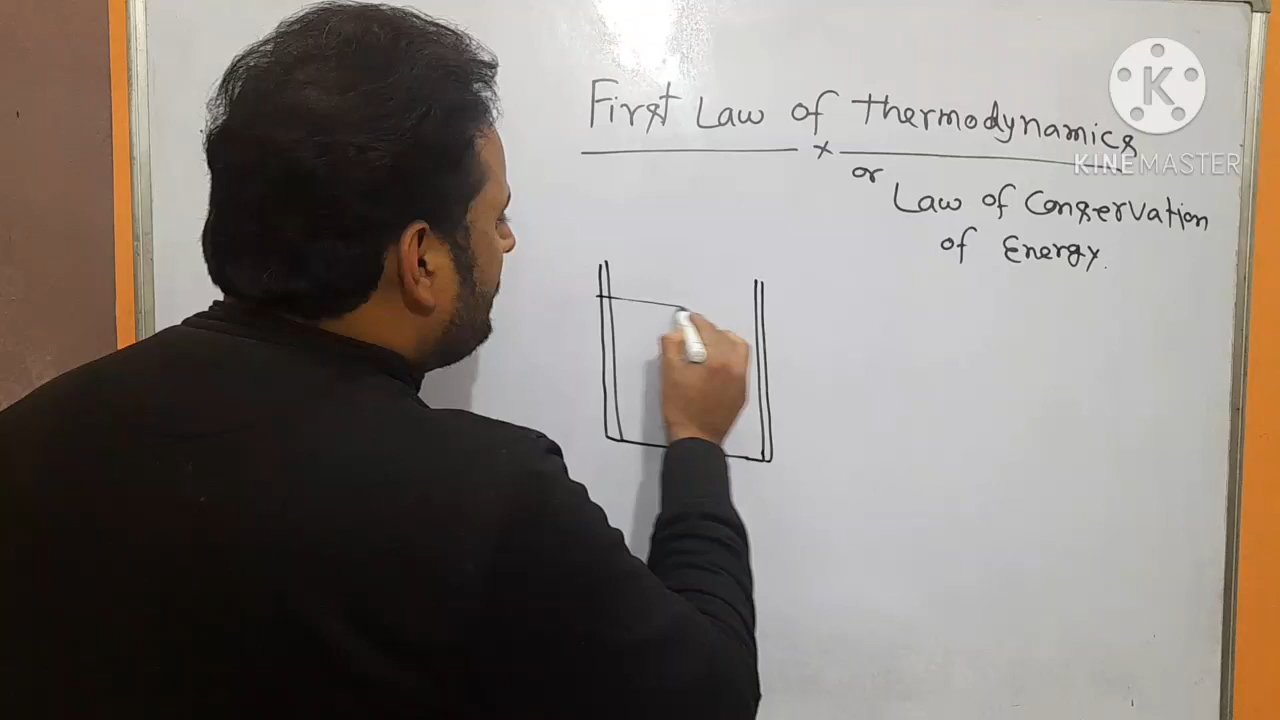 First Law of Thermodynamics
or
Law of Conservation
of Energy.
K
KINEMASTER